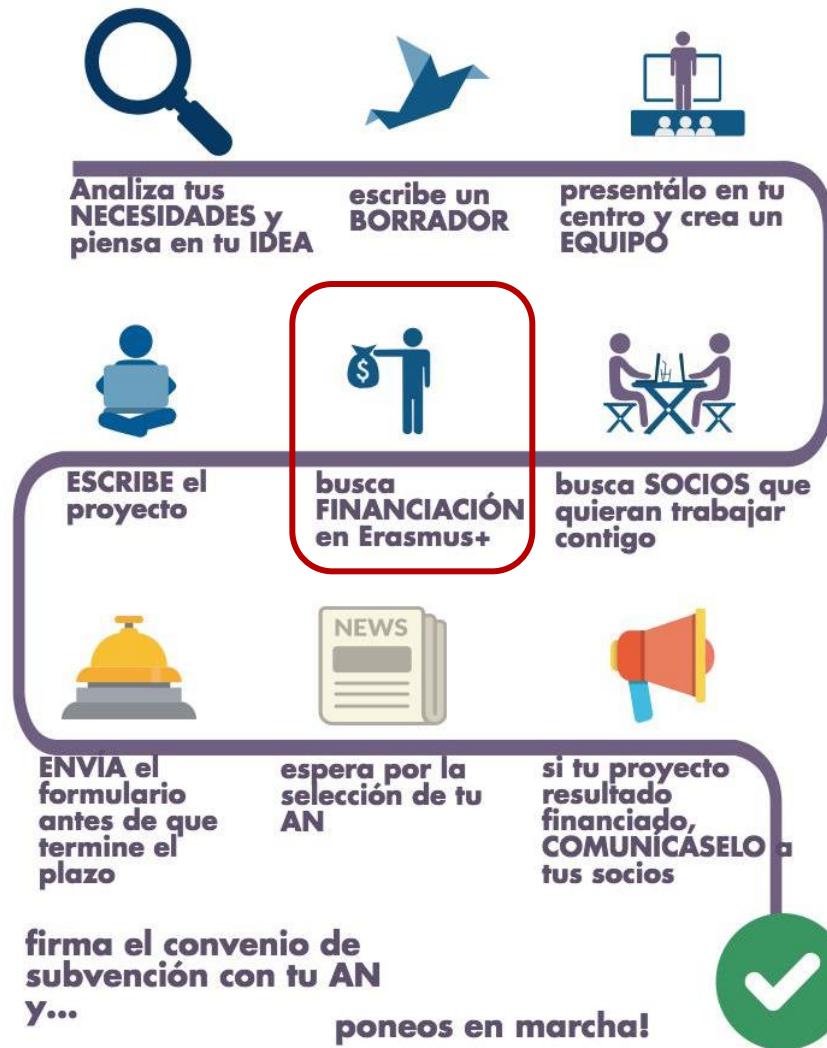 Analiza tus
NECESIDADES y
piensa en tu IDEA
escribe un
BORRADOR
presentálo en tu
centro y crea un
EQUIPO
$
busca SOCIOS que
quieran trabajar
contigo
busca
FINANCIACIÓN
en Erasmus+
ESCRIBE el
proyecto
ENVÍA el
formulario
antes de que
termine el
plazo
NEWS
espera por la
selección de tu
AN
si tu proyecto
resultado
financiado,
COMUNÍCASELO a
tus socios
firma el convenio de
subvención con tu AN
y...
poneos en marcha!